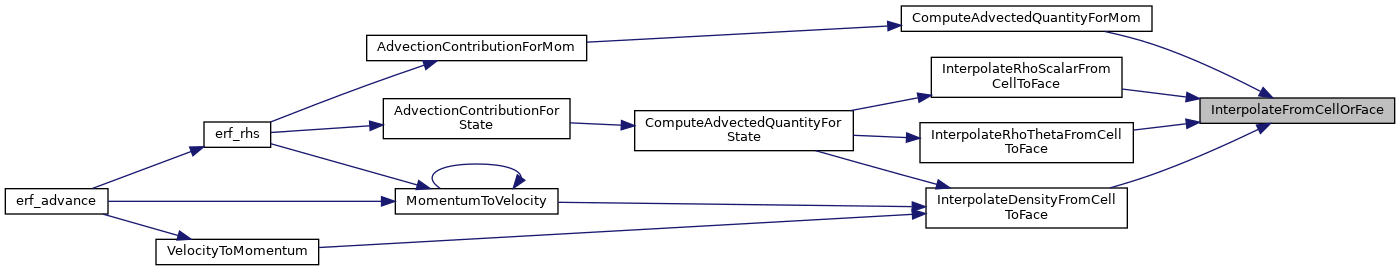 ComputeAdvectedQuantityForMom
AdvectionContributionForMom
InterpolateRhoScalarFrom
CellToFace
InterpolateFromCellOrFace
AdvectionContributionFor
State
ComputeAdvectedQuantityFor
State
erf_rhs
InterpolateRhoThetaFromCell
ToFace
erf_advance
MomentumToVelocity
InterpolateDensityFromCell
ToFace
VelocityToMomentum